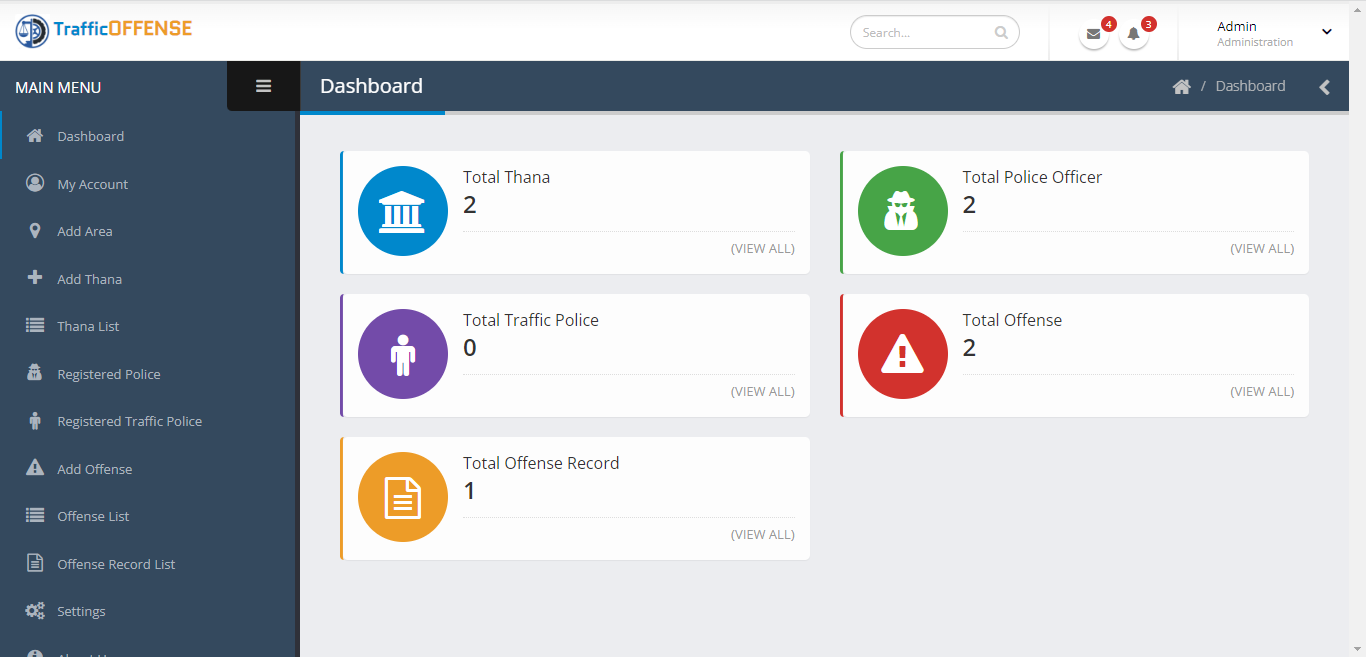 TrafficOFFENSE
Search...
4
3
Admin
Administration
MAIN MENU
Dashboard
My Account
Add Area
Add Thana
Thana List
Registered Police
Registered Traffic Police
Add Offense
Offense List
Offense Record List
Settings
Dashboard
/ Dashboard
Total Thana
2
(VIEW ALL)
Total Police Officer
2
(VIEW ALL)
Total Traffic Police
0
(VIEW ALL)
Total Offense
2
(VIEW ALL)
Total Offense Record
1
(VIEW ALL)